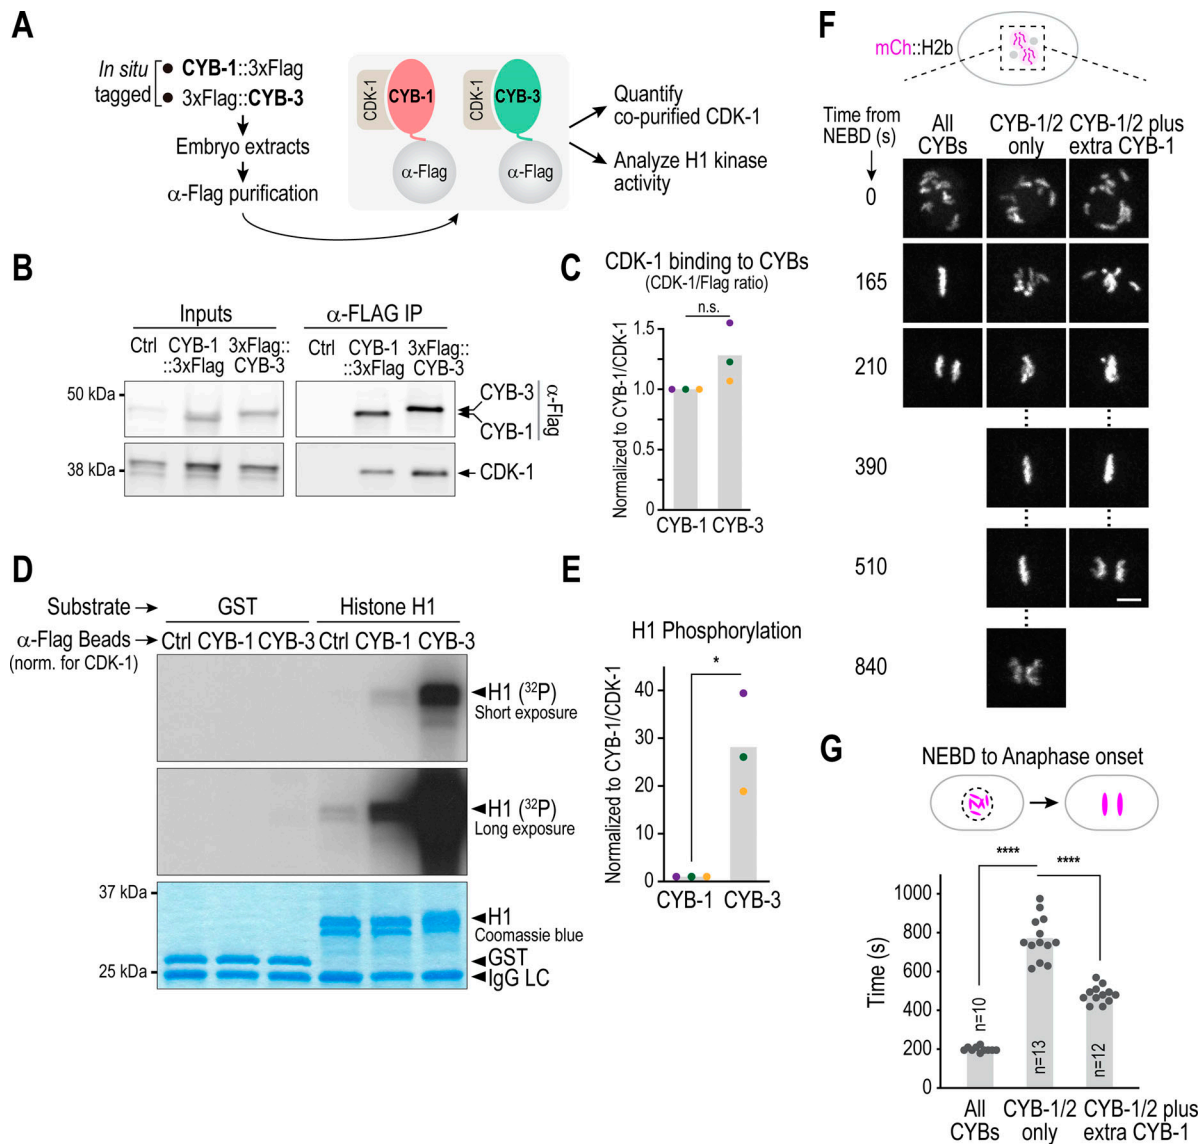 A
In situ
tagged
CYB-1::3xFlag
3xFlag::CYB-3
Embryo extracts
α-Flag purification
CDK-1
CYB-1
α-Flag
CDK-1
CYB-3
α-Flag
Quantify
co-purified CDK-1
Analyze H1 kinase
activity
B
Inputs
α-FLAG IP
Ctrl
CYB-1
::3xFlag
3xFlag::
CYB-3
Ctrl
CYB-1
::3xFlag
3xFlag::
CYB-3
50 kDa
38 kDa
CYB-3
CYB-1
α-Flag
CDK-1
C
CDK-1 binding to CYBs
(CDK-1/Flag ratio)
n.s.
Normalized to CYB-1/CDK-1
1.5
1.0
0.5
0
CYB-1 CYB-3
D
Substrate
GST
Histone H1
α-Flag Beads
(norm. for CDK-1)
Ctrl CYB-1 CYB-3 Ctrl CYB-1 CYB-3
H1 (32P)
Short exposure
H1 (32P)
Long exposure
37 kDa
25 kDa
H1
Coomassie blue
GST
IgG LC
E
H1 Phosphorylation
*
Normalized to CYB-1/CDK-1
40
30
20
10
0
CYB-1 CYB-3
F
mCh::H2b
Time from
NEBD (s)
All
CYBs
CYB-1/2
only
CYB-1/2 plus
extra CYB-1
0
165
210
390
510
840
G
NEBD to Anaphase onset
****
****
Time (s)
1000
800
600
400
200
0
n=10
n=13
n=12
All
CYBs
CYB-1/2
only
CYB-1/2 plus
extra CYB-1